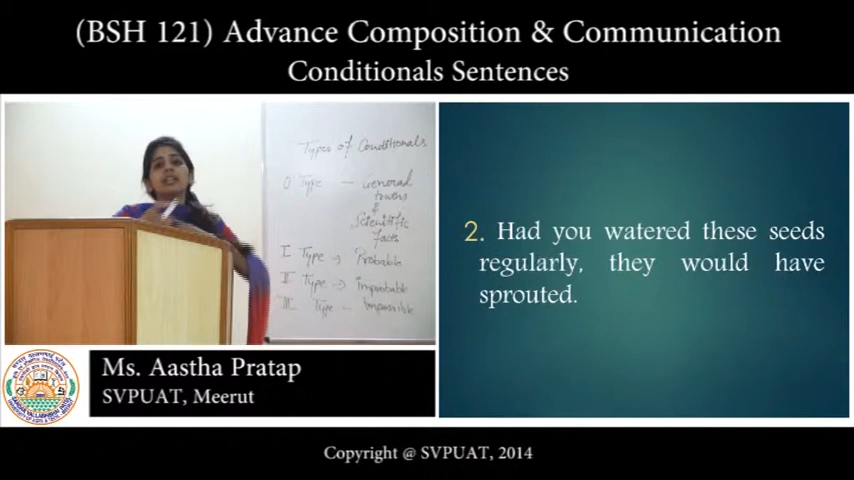 (BSH 121) Advance Composition & Communication
Conditionals Sentences
Types of Conditionals
0 Type — General
towers
&
Scientific
facts
I Type → Probable
II Type → Improbable
III Type — Impossible
2. Had you watered these seeds
regularly, they would have
sprouted.
Ms. Aastha Pratap
SVPUAT, Meerut
Copyright @ SVPUAT, 2014